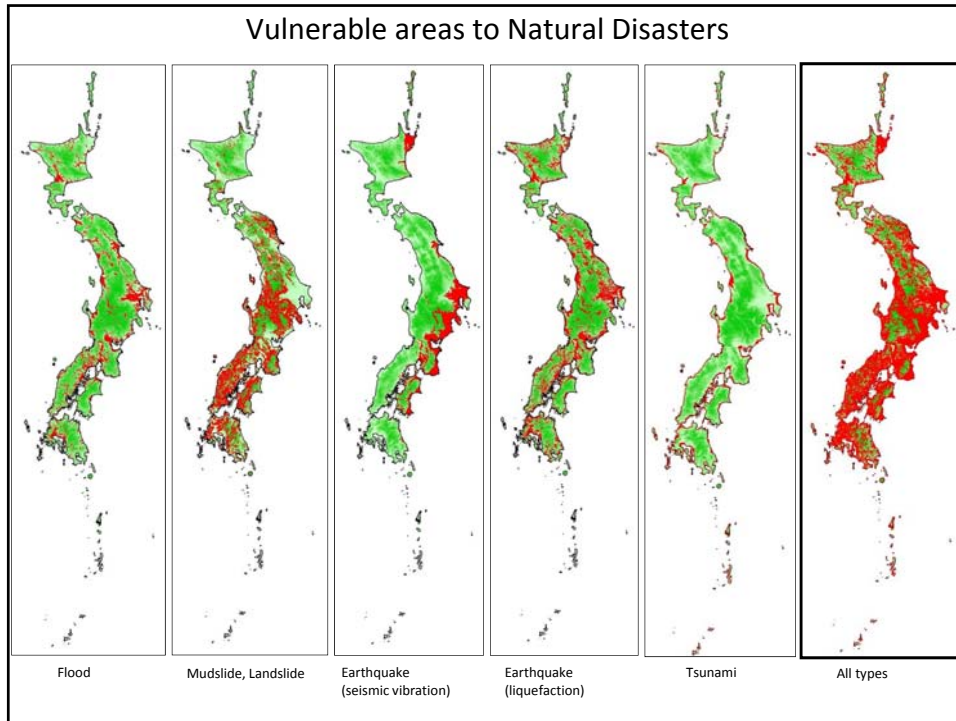 Vulnerable areas to Natural Disasters
Flood
Mudslide, Landslide
Earthquake
(seismic vibration)
Earthquake
(liquefaction)
Tsunami
All types